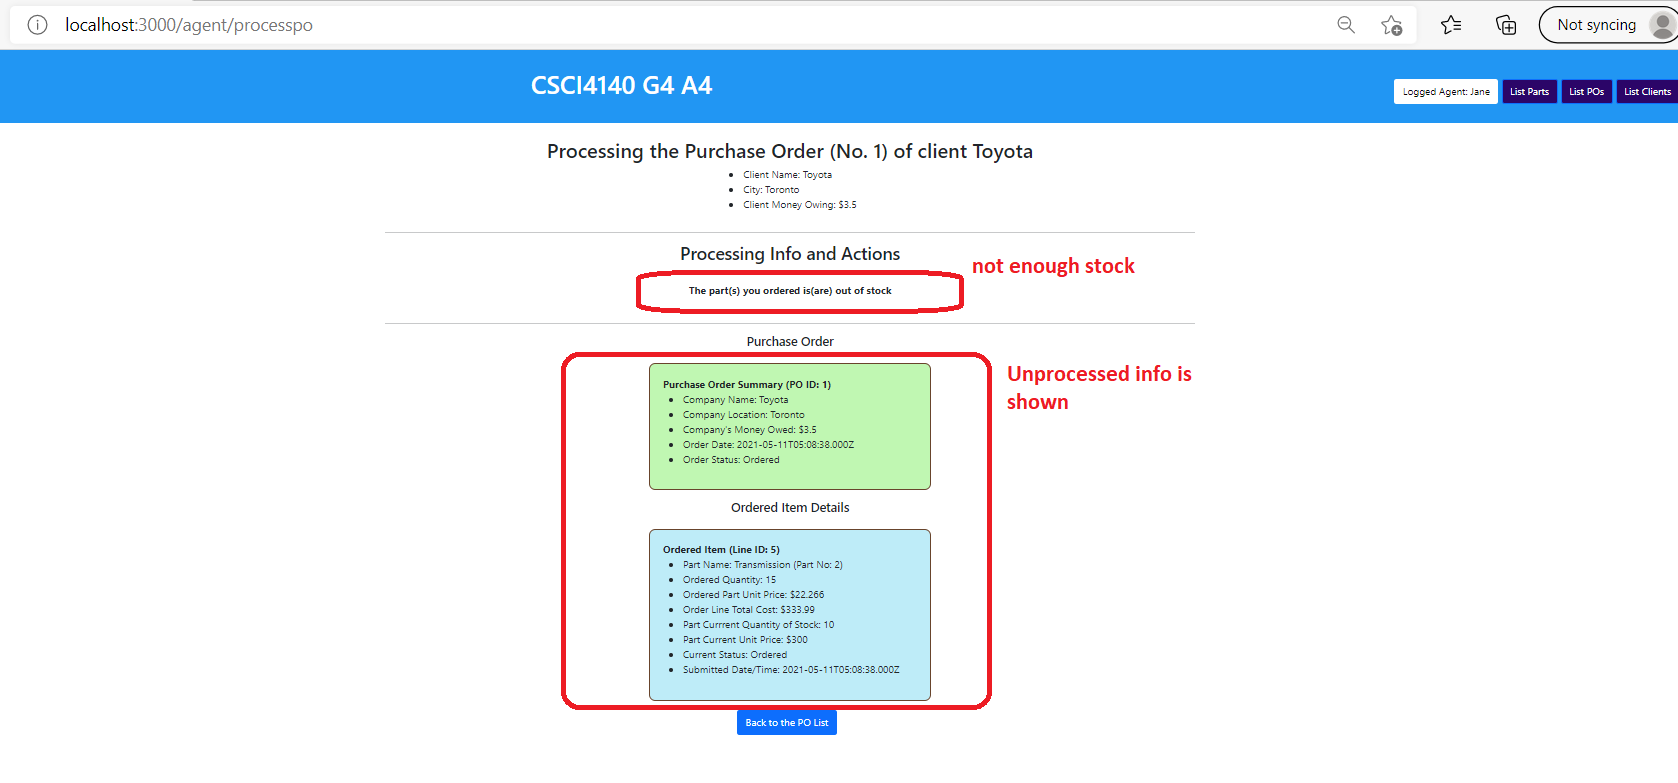 localhost:3000/agent/processpo
Not syncing
CSCI4140 G4 A4
Logged Agent: Jane
List Parts
List POs
List Clients
Processing the Purchase Order (No. 1) of client Toyota
Client Name: Toyota
City: Toronto
Client Money Owing: $3.5
Processing Info and Actions
not enough stock
The part(s) you ordered is(are) out of stock
Purchase Order
Unprocessed info is
shown
Purchase Order Summary (PO ID: 1)
Company Name: Toyota
Company Location: Toronto
Company's Money Owed: $3.5
Order Date: 2021-05-11T05:08:38.000Z
Order Status: Ordered
Ordered Item Details
Ordered Item (Line ID: 5)
Part Name: Transmission (Part No: 2)
Ordered Quantity: 15
Ordered Part Unit Price: $22.266
Order Line Total Cost: $333.99
Part Currrent Quantity of Stock: 10
Part Current Unit Price: $300
Current Status: Ordered
Submitted Date/Time: 2021-05-11T05:08:38.000Z
Back to the PO List